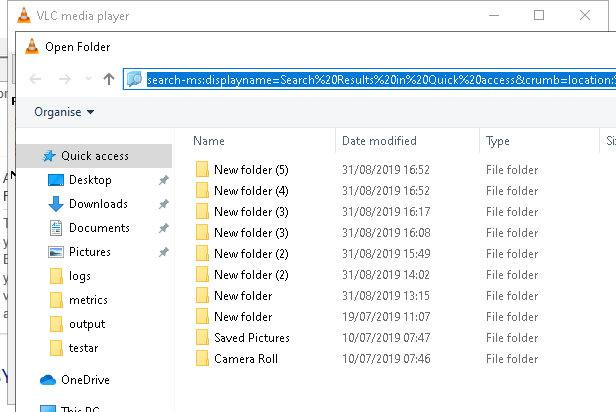 VLC media player
Open Folder
search-ms:displayname=Search%20Results%20in%20Quick%20access&crumb=location:%
Organise
Name Date modified Type
Quick access
Desktop
Downloads
Documents
Pictures
logs
metrics
output
testar
OneDrive
This PC
New folder (5) 31/08/2019 16:52 File folder
New folder (4) 31/08/2019 16:52 File folder
New folder (3) 31/08/2019 16:17 File folder
New folder (3) 31/08/2019 16:08 File folder
New folder (2) 31/08/2019 15:49 File folder
New folder (2) 31/08/2019 14:02 File folder
New folder 31/08/2019 13:15 File folder
New folder 19/07/2019 11:07 File folder
Saved Pictures 10/07/2019 07:47 File folder
Camera Roll 10/07/2019 07:46 File folder